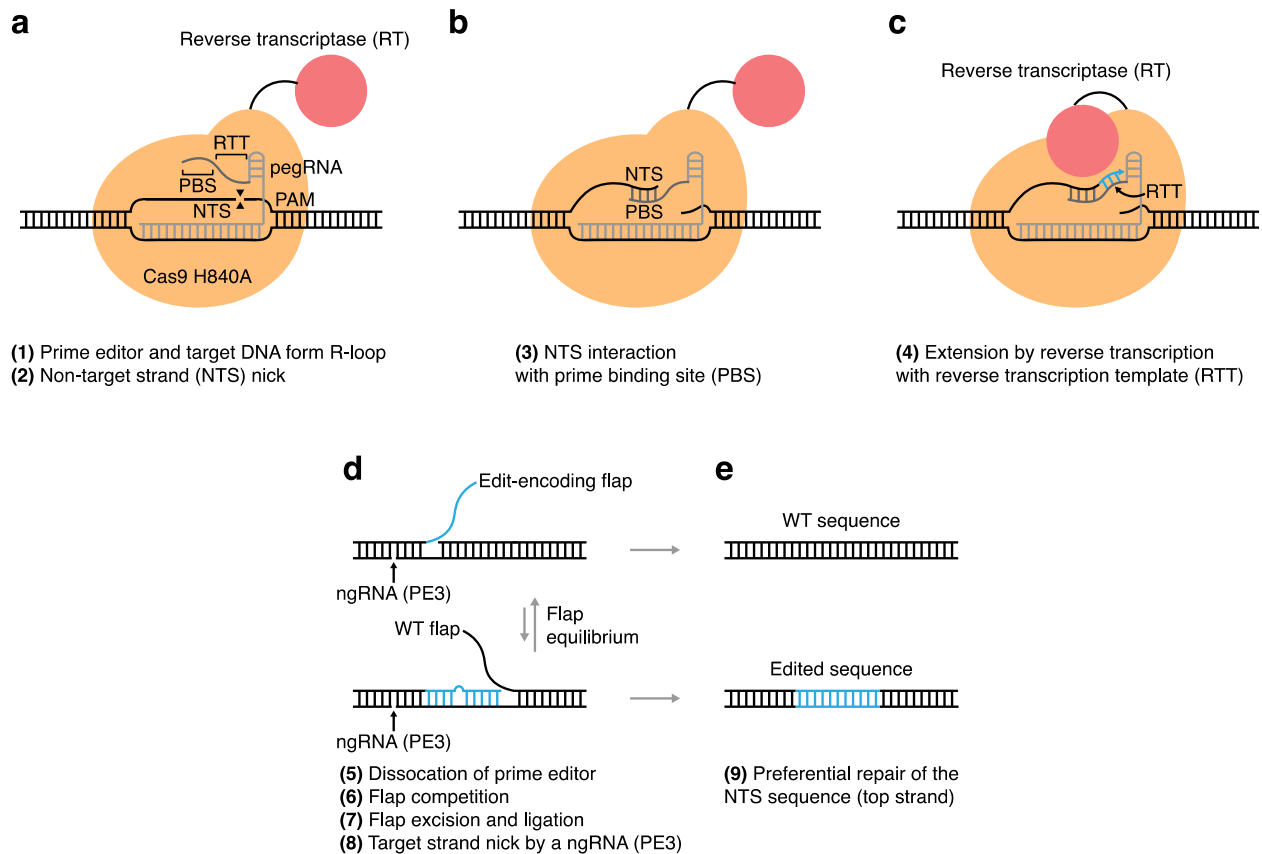 a
Reverse transcriptase (RT)
RTT
pegRNA
PBS
PAM
NTS
Cas9 H840A
(1) Prime editor and target DNA form R-loop
(2) Non-target strand (NTS) nick
b
NTS
PBS
(3) NTS interaction
with prime binding site (PBS)
c
Reverse transcriptase (RT)
RTT
(4) Extension by reverse transcription
with reverse transcription template (RTT)
d
Edit-encoding flap
ngRNA (PE3)
Flap
equilibrium
WT flap
ngRNA (PE3)
(5) Dissocation of prime editor
(6) Flap competition
(7) Flap excision and ligation
(8) Target strand nick by a ngRNA (PE3)
e
WT sequence
Edited sequence
(9) Preferential repair of the
NTS sequence (top strand)